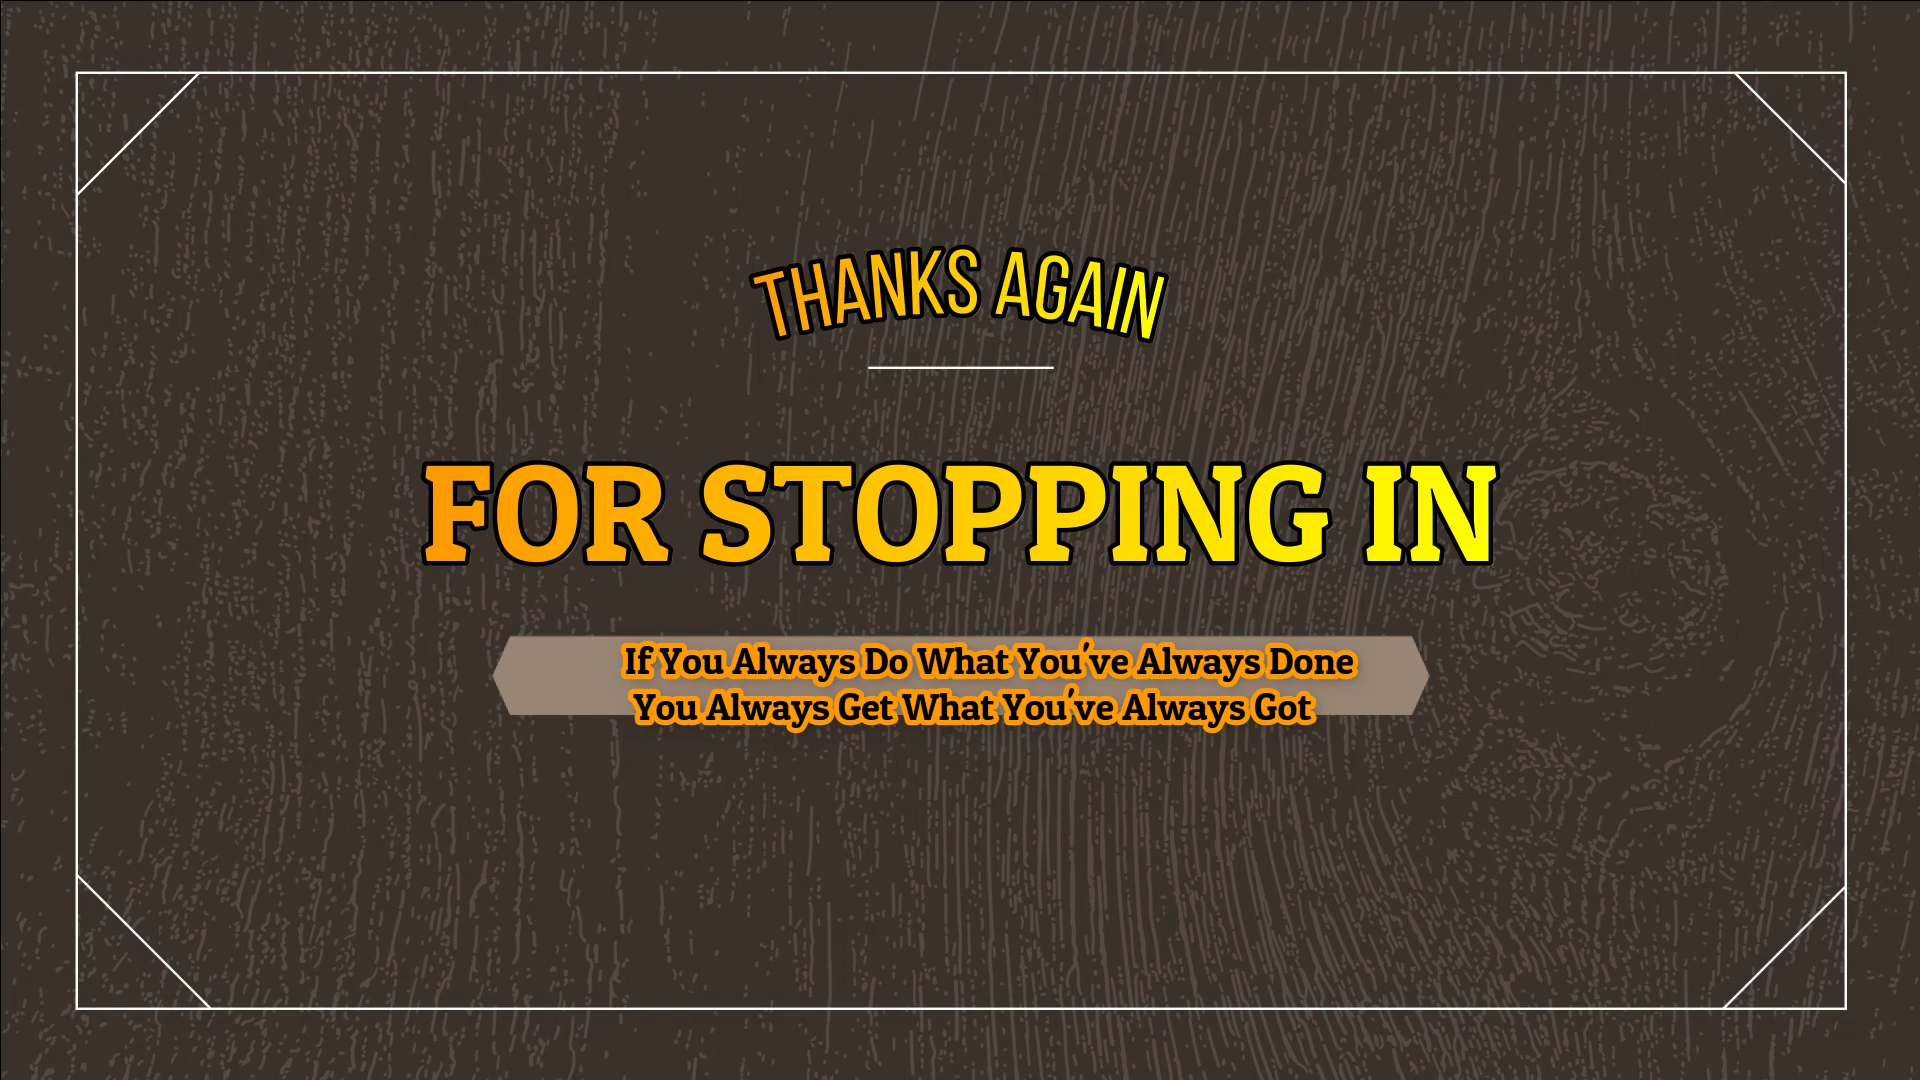 THANKS AGAIN
FOR STOPPING IN
If You Always Do What You've Always Done
You Always Get What You've Always Got